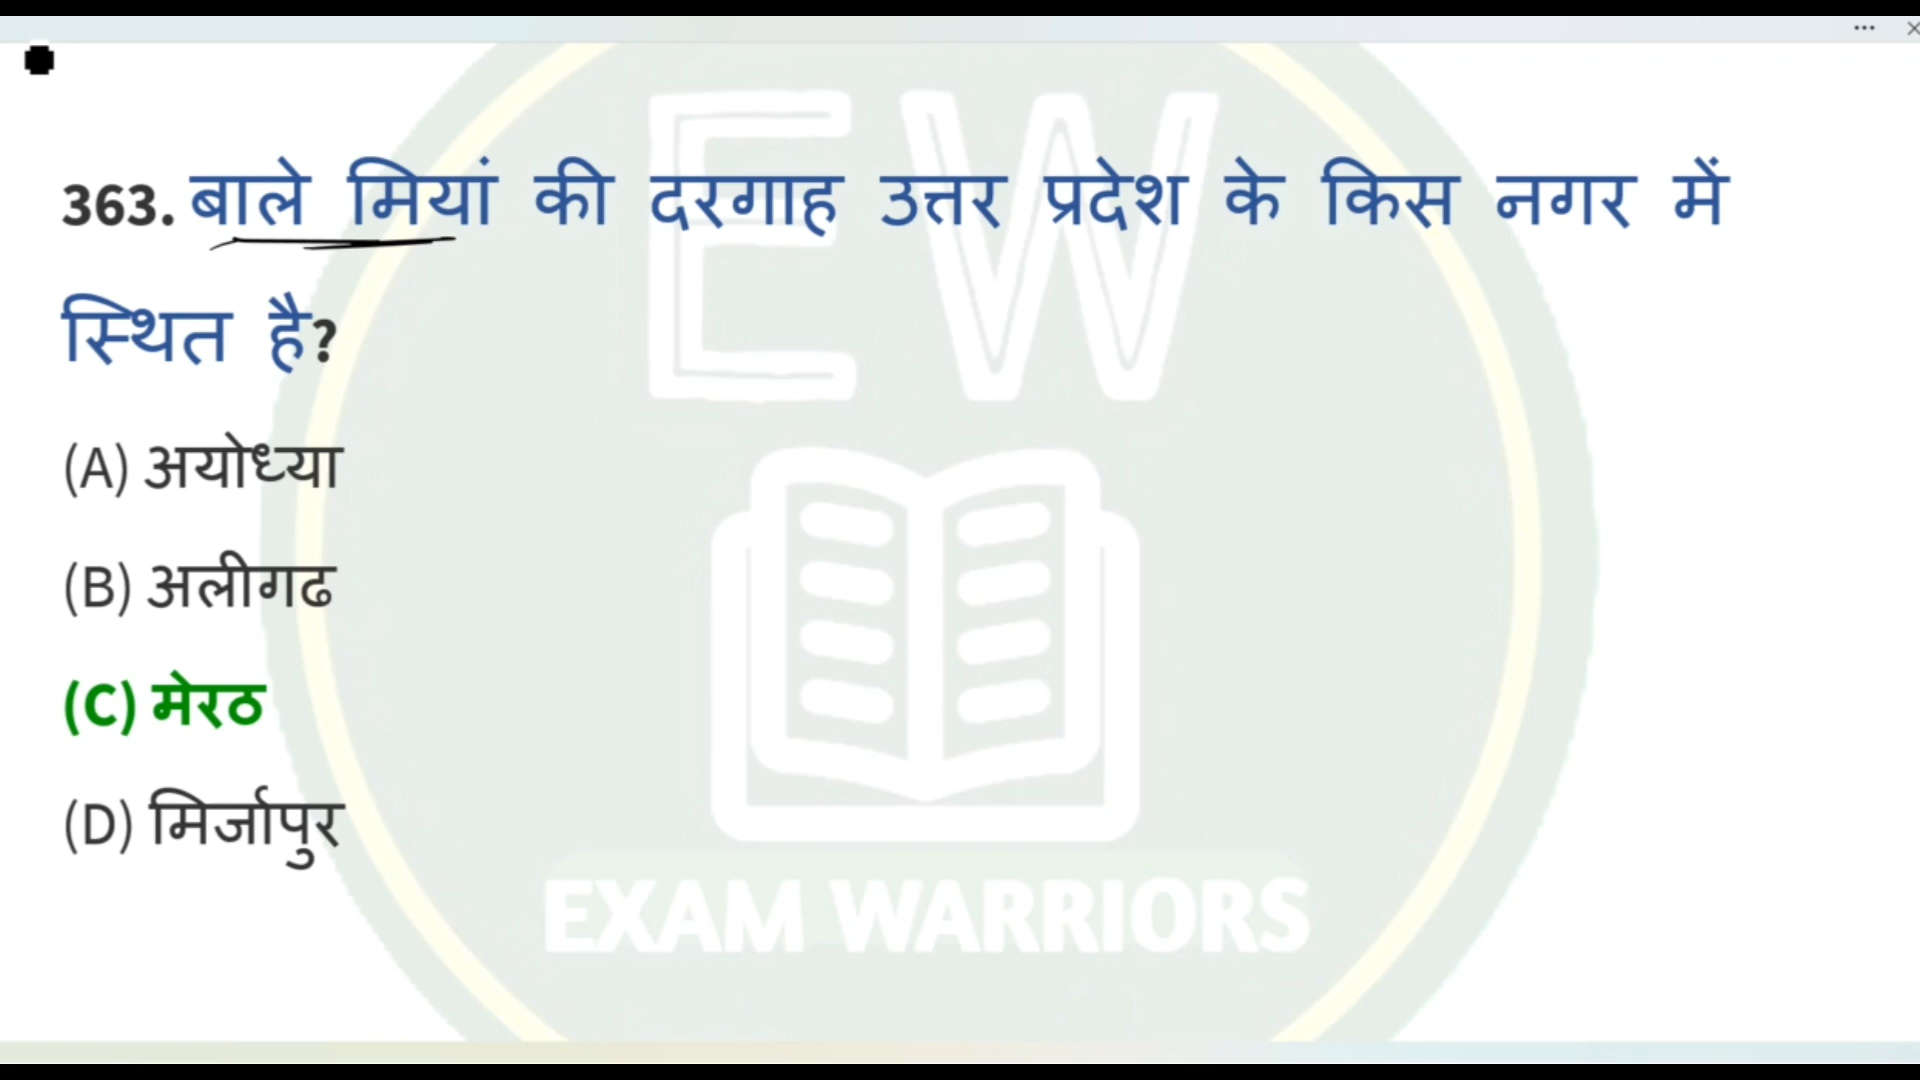 EW
363. बाले मियां की दरगाह उत्तर प्रदेश के किस नगर में
स्थित है?
(A) अयोध्या
(B) अलीगढ
(C) मेरठ
(D) मिर्जापुर
EXAM WARRIORS